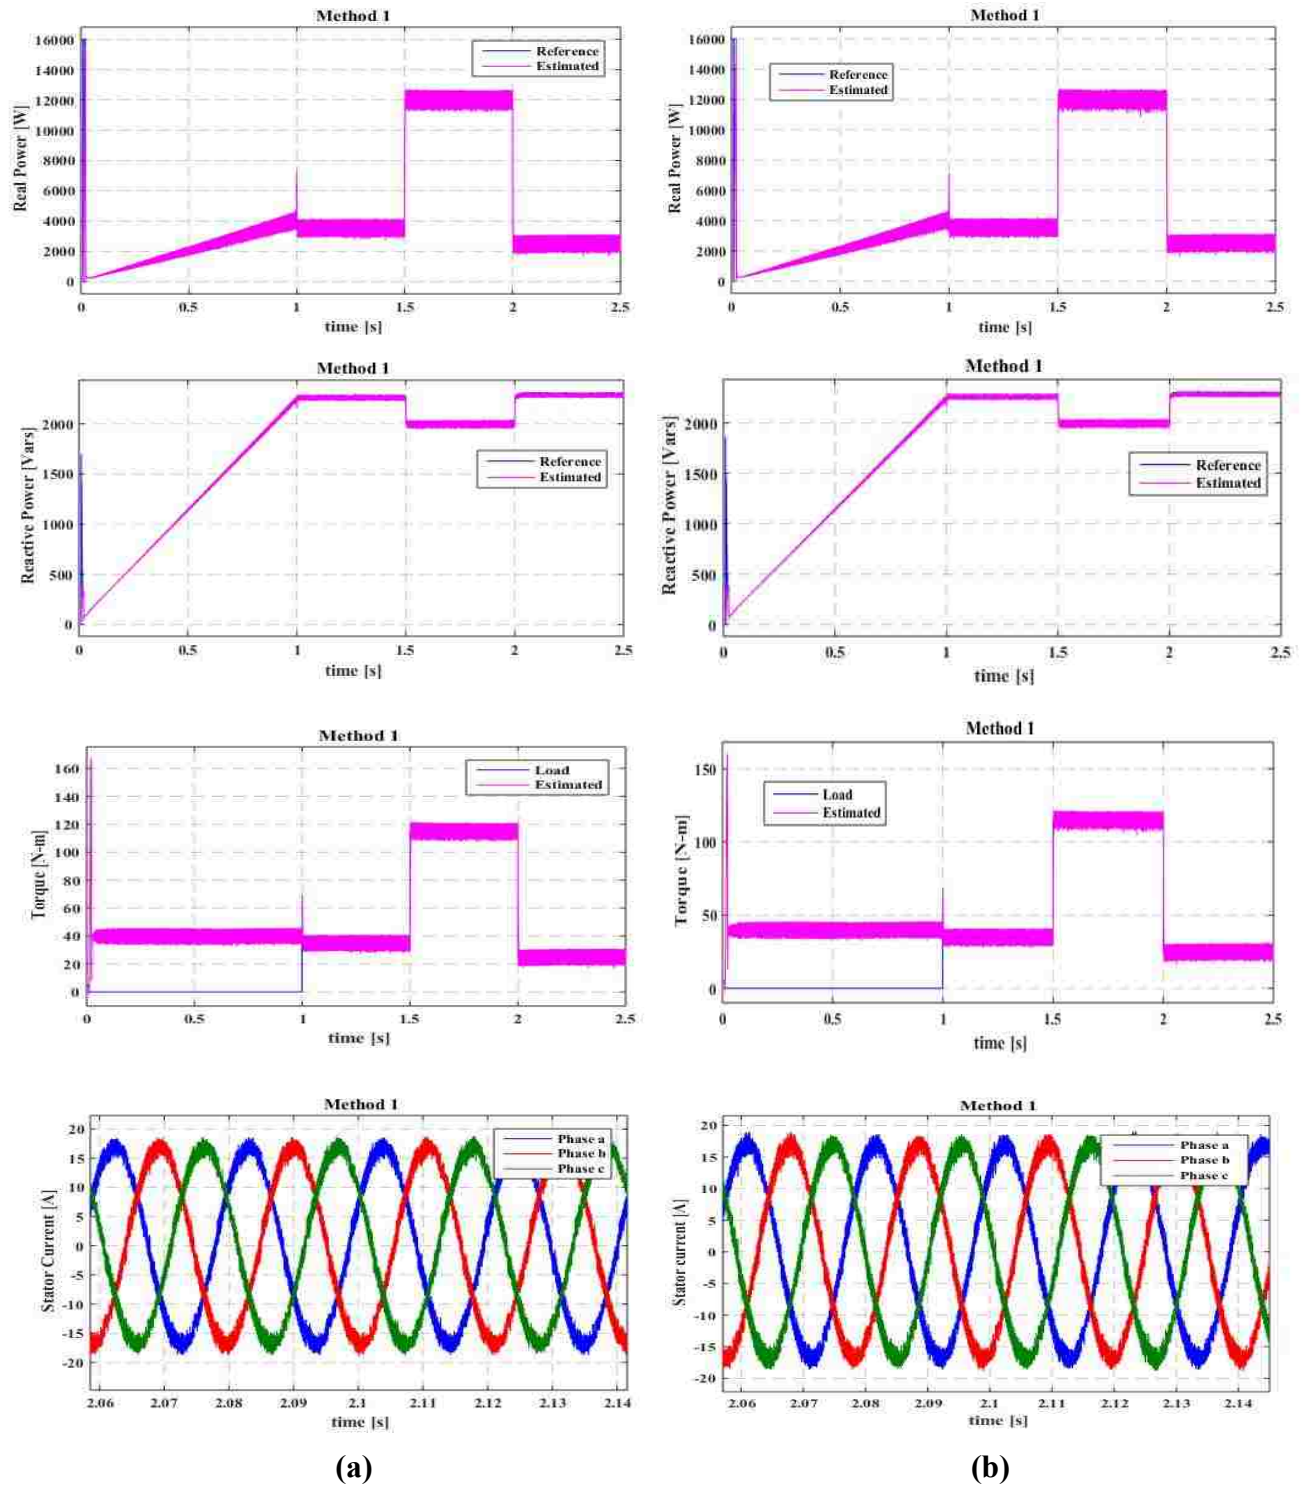 Method 1
Real Power [W]
16000
14000
12000
10000
8000
6000
4000
2000
0
Reference
Estimated
0 0.5 1 1.5 2 2.5
time [s]
Method 1
Real Power [W]
16000
14000
12000
10000
8000
6000
4000
2000
0
Reference
Estimated
0 0.5 1 1.5 2 2.5
time [s]
Method 1
Reactive Power [Vars]
2000
1500
1000
500
0
Reference
Estimated
0 0.5 1 1.5 2 2.5
time [s]
Method 1
Reactive Power [Vars]
2000
1500
1000
500
0
Reference
Estimated
0 0.5 1 1.5 2 2.5
time [s]
Method 1
Torque [N-m]
160
140
120
100
80
60
40
20
0
Load
Estimated
0 0.5 1 1.5 2 2.5
time [s]
Method 1
Torque [N-m]
150
100
50
0
Load
Estimated
0 0.5 1 1.5 2 2.5
time [s]
Method 1
Stator Current [A]
20
15
10
5
0
-5
-10
-15
-20
Phase a
Phase b
Phase c
2.06 2.07 2.08 2.09 2.1 2.11 2.12 2.13 2.14
time [s]
Method 1
Stator current [A]
20
15
10
5
0
-5
-10
-15
-20
Phase a
Phase b
Phase c
2.06 2.07 2.08 2.09 2.1 2.11 2.12 2.13 2.14
time [s]
(a)
(b)